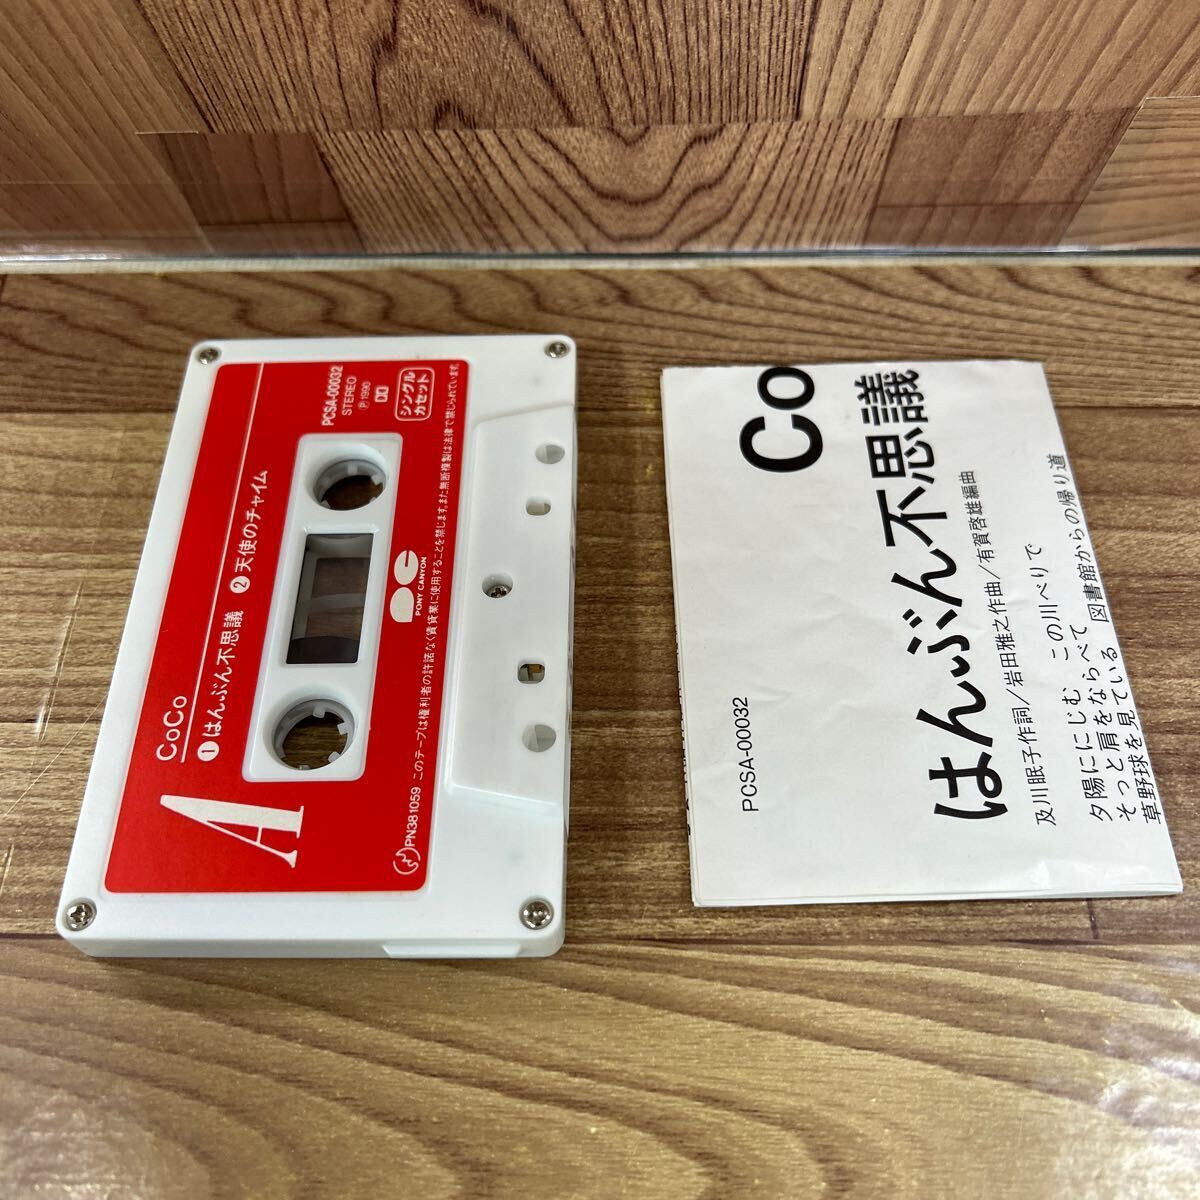 A
CoCo
1 はんぶん不思議 2 天使のチャイム
PCSA-00032
STEREO
Ⓟ1990
シングル
カセット
PONY CANYON
PN381059 このテープは権利者の許諾なく賃貸業に使用することを禁じます。また無断複製は法律で禁じられています。
Co
はんぶん不思議
PCSA-00032
及川眠子作詞/岩田雅之作曲/有賀啓雄編曲
夕陽ににじむ この川べりで
そっと肩をならべて
草野球を見ている 図書館からの帰り道